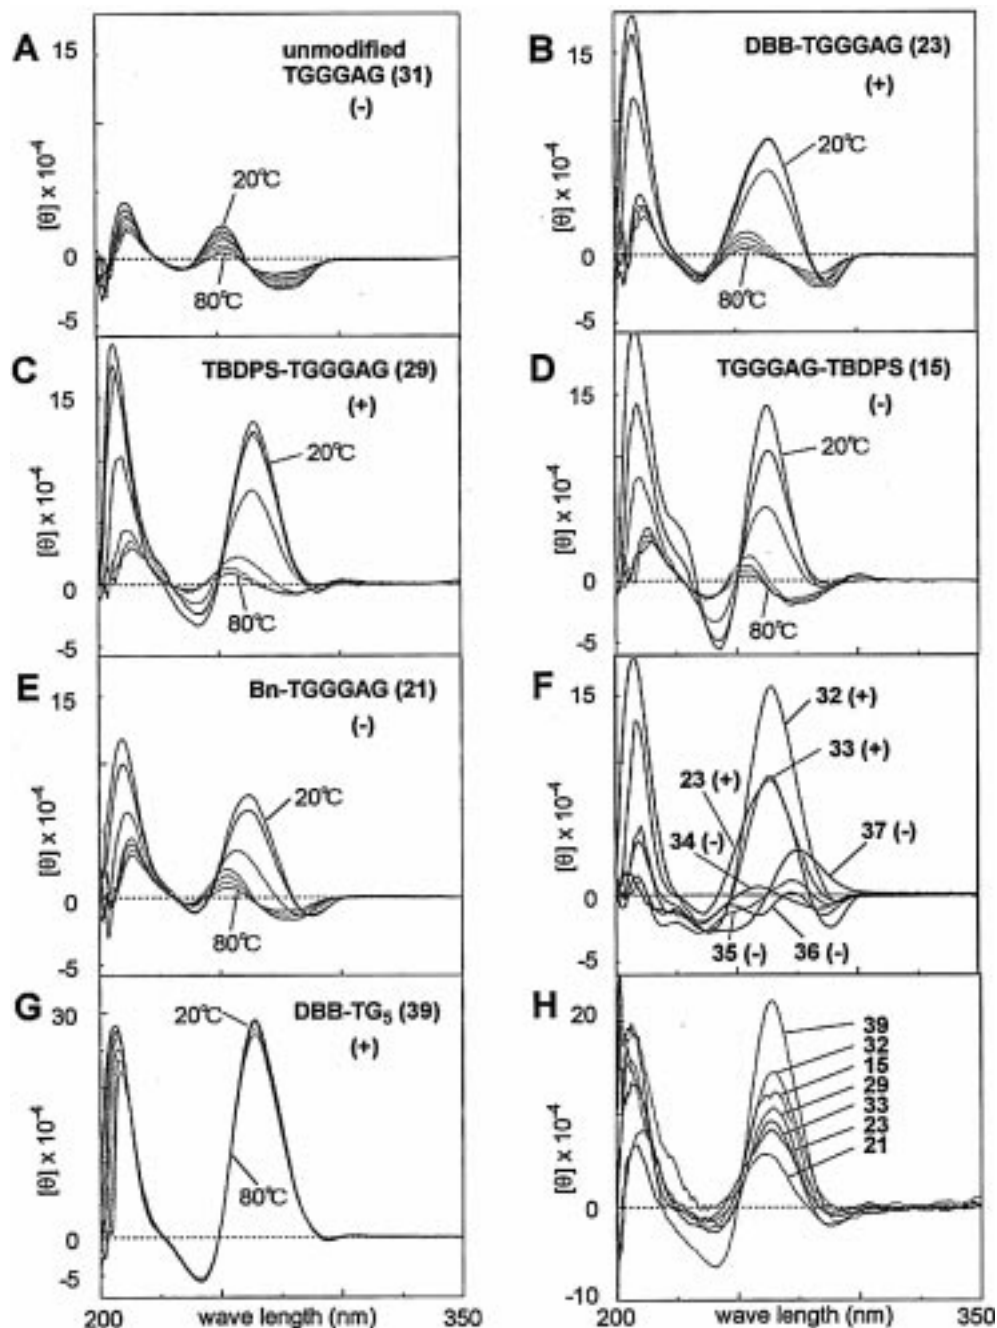 A
unmodified
TGGGAG (31)
(-)
[θ] x 10⁻⁴
15
0
-5
20°C
80°C
B
DBB-TGGGAG (23)
(+)
[θ] x 10⁻⁴
15
0
-5
20°C
80°C
C
TBDPS-TGGGAG (29)
(+)
[θ] x 10⁻⁴
15
0
-5
20°C
80°C
D
TGGGAG-TBDPS (15)
(-)
[θ] x 10⁻⁴
15
0
-5
20°C
80°C
E
Bn-TGGGAG (21)
(-)
[θ] x 10⁻⁴
15
0
-5
20°C
80°C
F
[θ] x 10⁻⁴
15
0
-5
32 (+)
33 (+)
23 (+)
34 (-)
37 (-)
35 (-)
36 (-)
G
DBB-TG₅ (39)
(+)
[θ] x 10⁻⁴
30
0
-5
20°C
80°C
200 wave length (nm) 350
H
[θ] x 10⁻⁴
20
0
-10
39
32
15
29
33
23
21
200 wave length (nm) 350